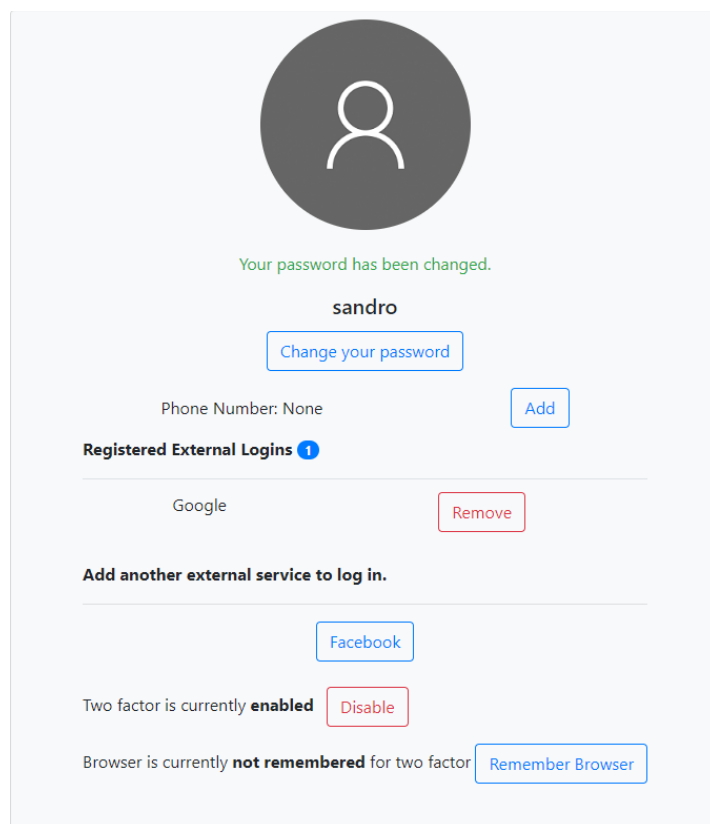 Your password has been changed.
sandro
Change your password
Phone Number: None Add
Registered External Logins 1
Google Remove
Add another external service to log in.
Facebook
Two factor is currently enabled Disable
Browser is currently not remembered for two factor Remember Browser